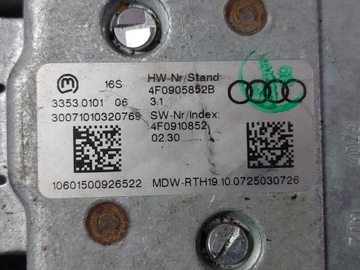 16S
HW-Nr/Stand:
4F0905852B
3353.0101 06
3.1
30071010320769
SW-Nr/Index:
4F0910852
02.30
10601500926522
MDW-RTH19.10.0725030726